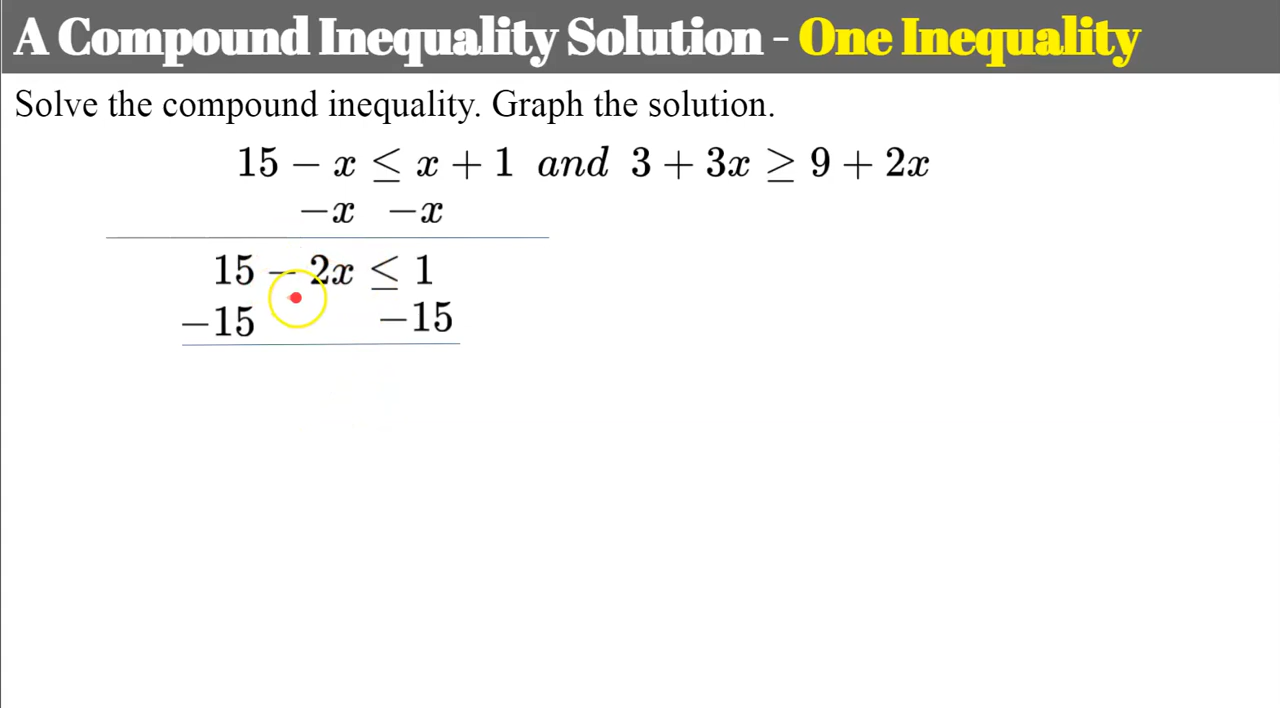 A Compound Inequality Solution - One Inequality
Solve the compound inequality. Graph the solution.
15 − x ≤ x + 1 and 3 + 3x ≥ 9 + 2x
−x −x
15 − 2x ≤ 1
−15 −15